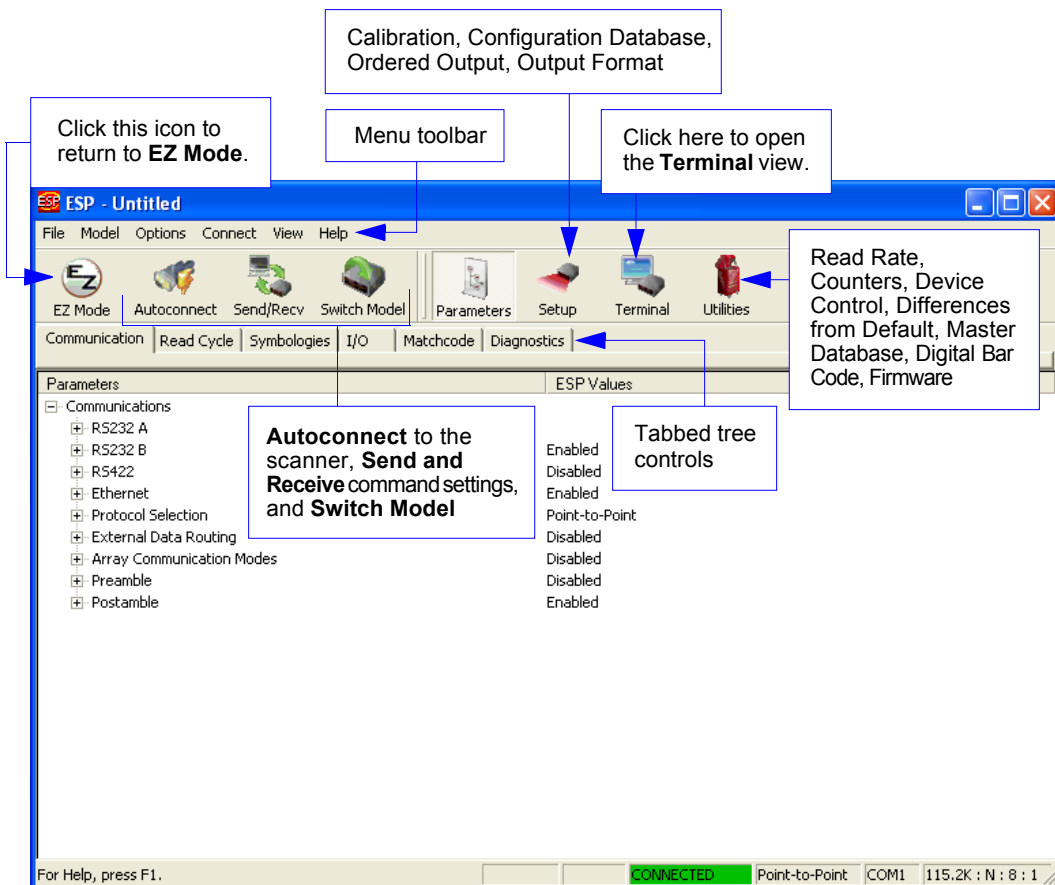 Calibration, Configuration Database,
Ordered Output, Output Format
Click this icon to
return to EZ Mode.
Menu toolbar
Click here to open
the Terminal view.
ESP - Untitled
File Model Options Connect View Help
EZ Mode Autoconnect Send/Recv Switch Model Parameters Setup Terminal Utilities
Read Rate,
Counters, Device
Control, Differences
from Default, Master
Database, Digital Bar
Code, Firmware
Communication Read Cycle Symbologies I/O Matchcode Diagnostics
Parameters ESP Values
Communications
RS232 A
RS232 B Enabled
RS422 Disabled
Ethernet Enabled
Protocol Selection Point-to-Point
External Data Routing Disabled
Array Communication Modes Disabled
Preamble Disabled
Postamble Enabled
Autoconnect to the
scanner, Send and
Receive command settings,
and Switch Model
Tabbed tree
controls
For Help, press F1. CONNECTED Point-to-Point COM1 115.2K : N : 8 : 1